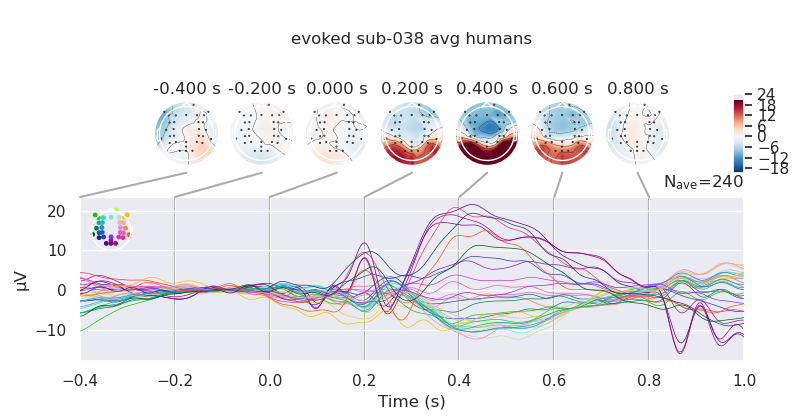 evoked sub-038 avg humans
-0.400 s -0.200 s 0.000 s 0.200 s 0.400 s 0.600 s 0.800 s
24
18
12
6
0
−6
−12
−18
Nave=240
20
10
0
−10
µV
−0.4 −0.2 0.0 0.2 0.4 0.6 0.8 1.0
Time (s)